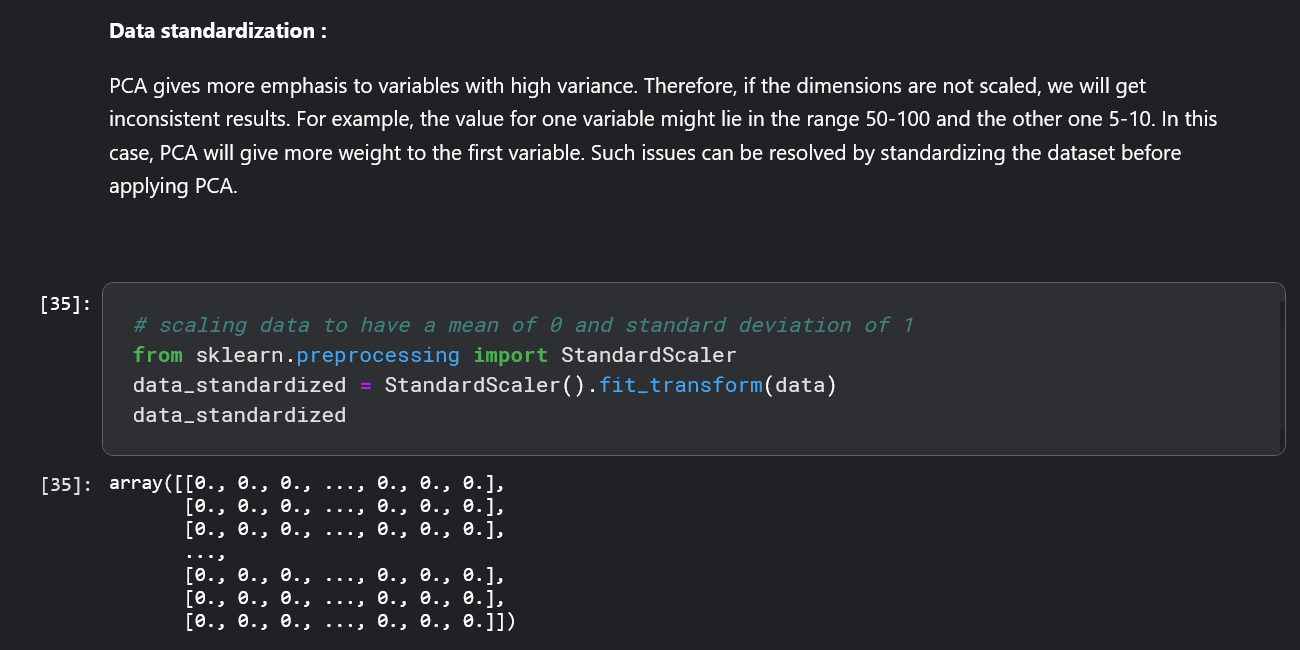 Data standardization :
PCA gives more emphasis to variables with high variance. Therefore, if the dimensions are not scaled, we will get
inconsistent results. For example, the value for one variable might lie in the range 50-100 and the other one 5-10. In this
case, PCA will give more weight to the first variable. Such issues can be resolved by standardizing the dataset before
applying PCA.
[35]:
# scaling data to have a mean of 0 and standard deviation of 1
from sklearn.preprocessing import StandardScaler
data_standardized = StandardScaler().fit_transform(data)
data_standardized
[35]: array([[0., 0., 0., ..., 0., 0., 0.],
[0., 0., 0., ..., 0., 0., 0.],
[0., 0., 0., ..., 0., 0., 0.],
...,
[0., 0., 0., ..., 0., 0., 0.],
[0., 0., 0., ..., 0., 0., 0.],
[0., 0., 0., ..., 0., 0., 0.]])